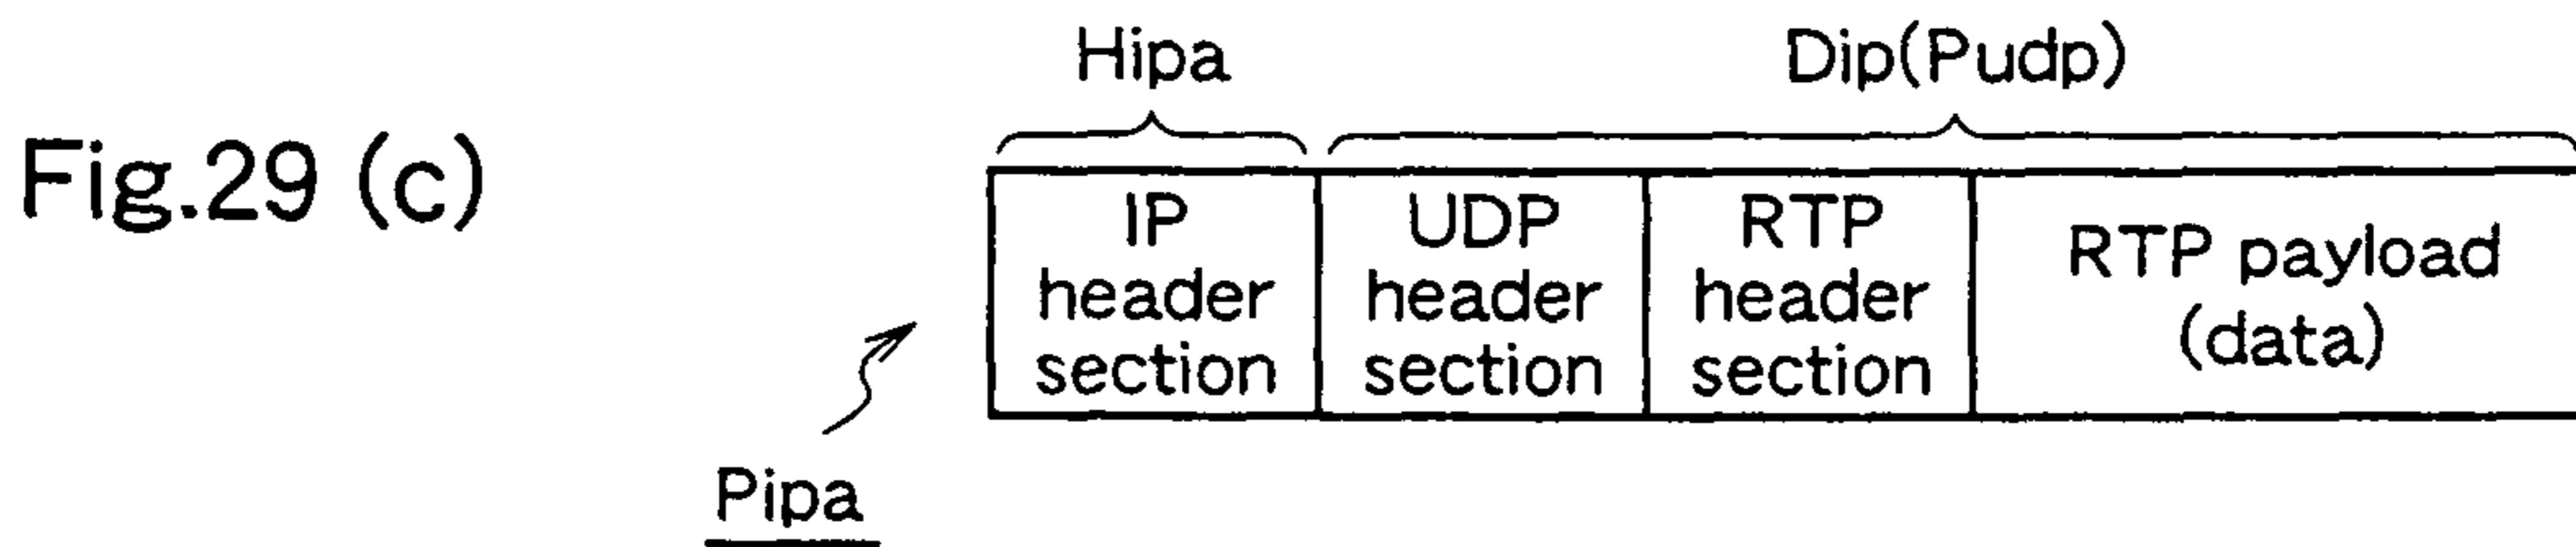 Fig.29 (c)
Hipa
Dip(Pudp)
IP
header
section
UDP
header
section
RTP
header
section
RTP payload
(data)
Pipa